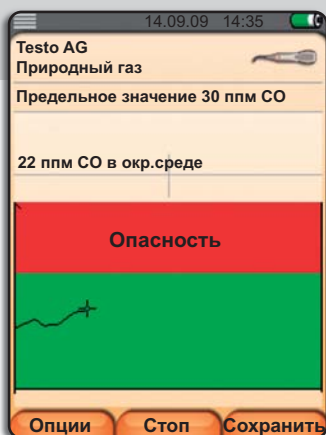 14.09.09 14:35
Testo AG
Природный газ
Предельное значение 30 ппм CO
22 ппм CO в окр.среде
Опасность
Опции Стоп Сохранить